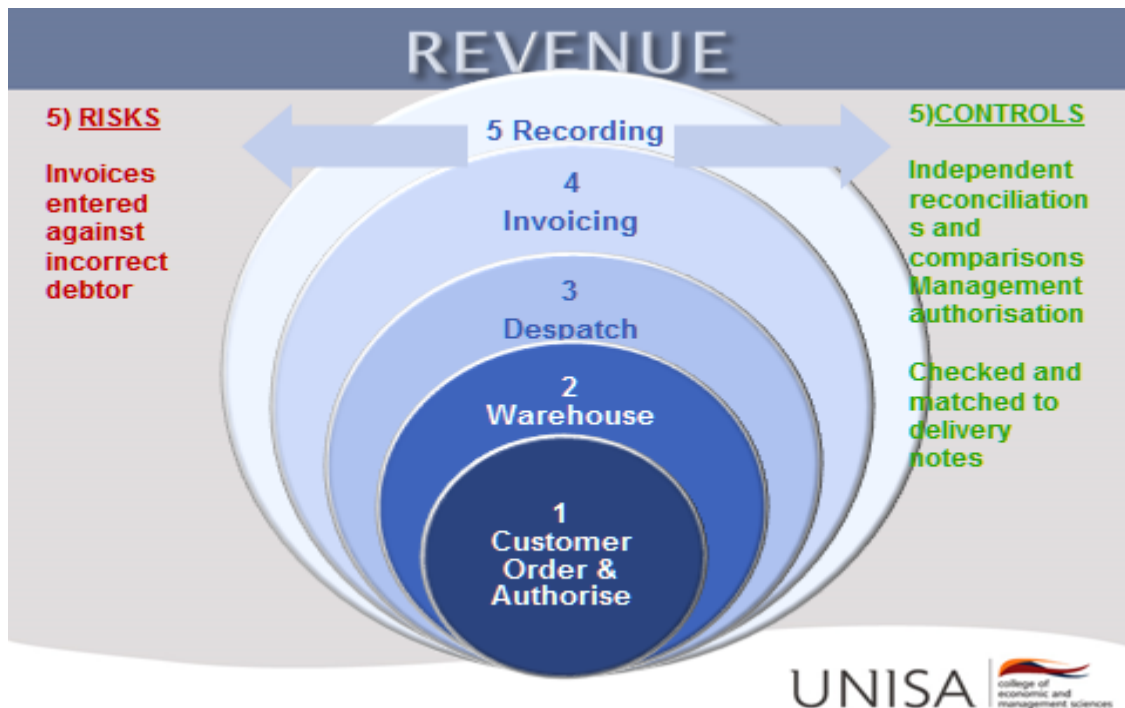 REVENUE
5) RISKS
Invoices
entered
against
incorrect
debtor
5 Recording
4
Invoicing
3
Despatch
2
Warehouse
1
Customer
Order &
Authorise
5)CONTROLS
Independent
reconciliation
s and
comparisons
Management
authorisation
Checked and
matched to
delivery
notes
UNISA
college of
economic and
management sciences